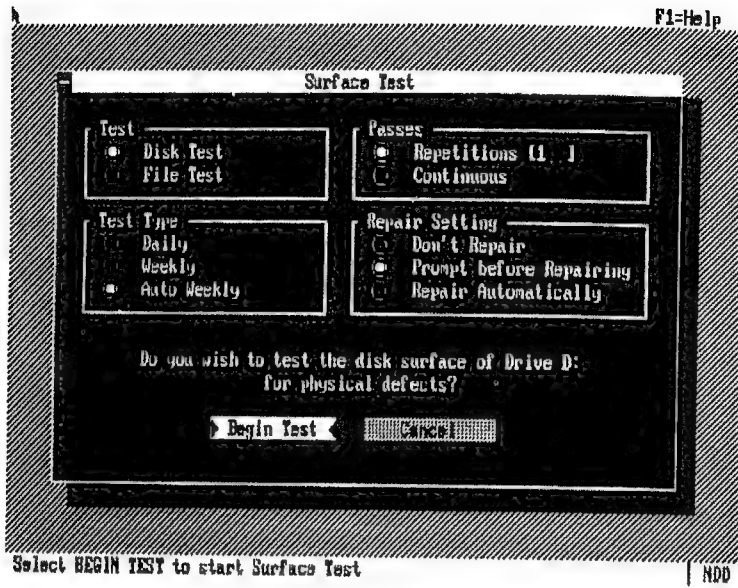 F1=Help
Surface Test
Test
Disk Test
File Test
Passes
Repetitions [1  ]
Continuous
Test Type
Daily
Weekly
Auto Weekly
Repair Setting
Don't Repair
Prompt before Repairing
Repair Automatically
Do you wish to test the disk surface of Drive D:
for physical defects?
Begin Test
Cancel
Select BEGIN TEST to start Surface Test
NDD